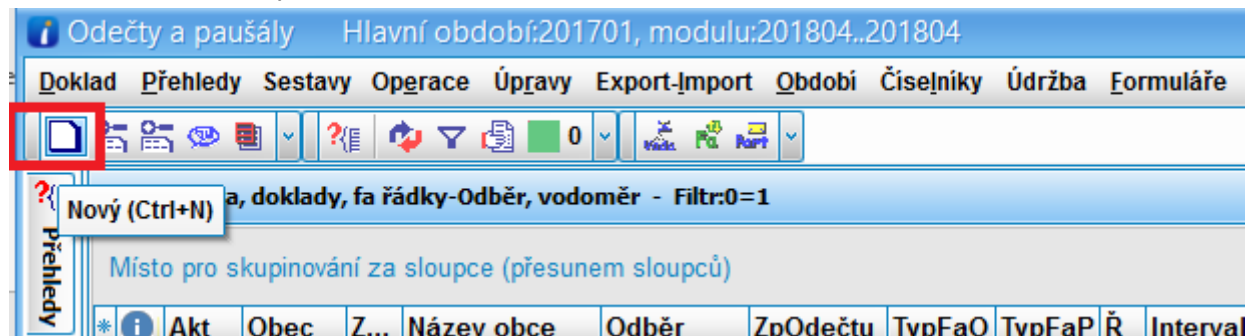 Odečty a paušály Hlavní období:201701, modulu:201804..201804
Doklad Přehledy Sestavy Operace Úpravy Export-Import Období Číselníky Údržba Formuláře
0
a, doklady, fa řádky-Odběr, vodoměr - Filtr:0=1
Nový (Ctrl+N)
Přehledy
Místo pro skupinování za sloupce (přesunem sloupců)
* Akt Obec Z... Název obce Odběr ZpOdečtu TypFaO TypFaP Ř Interval